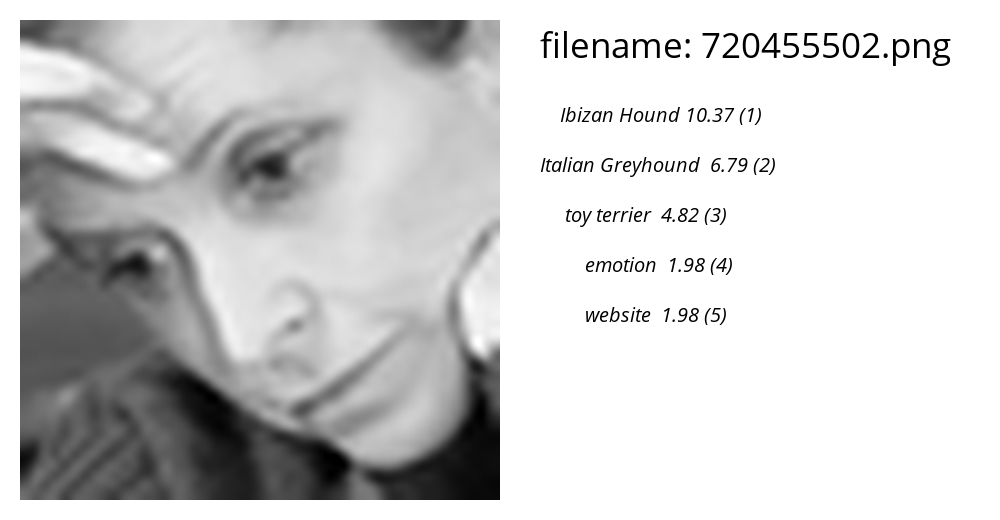 filename: 720455502.png
Ibizan Hound 10.37 (1)
Italian Greyhound 6.79 (2)
toy terrier 4.82 (3)
emotion 1.98 (4)
website 1.98 (5)